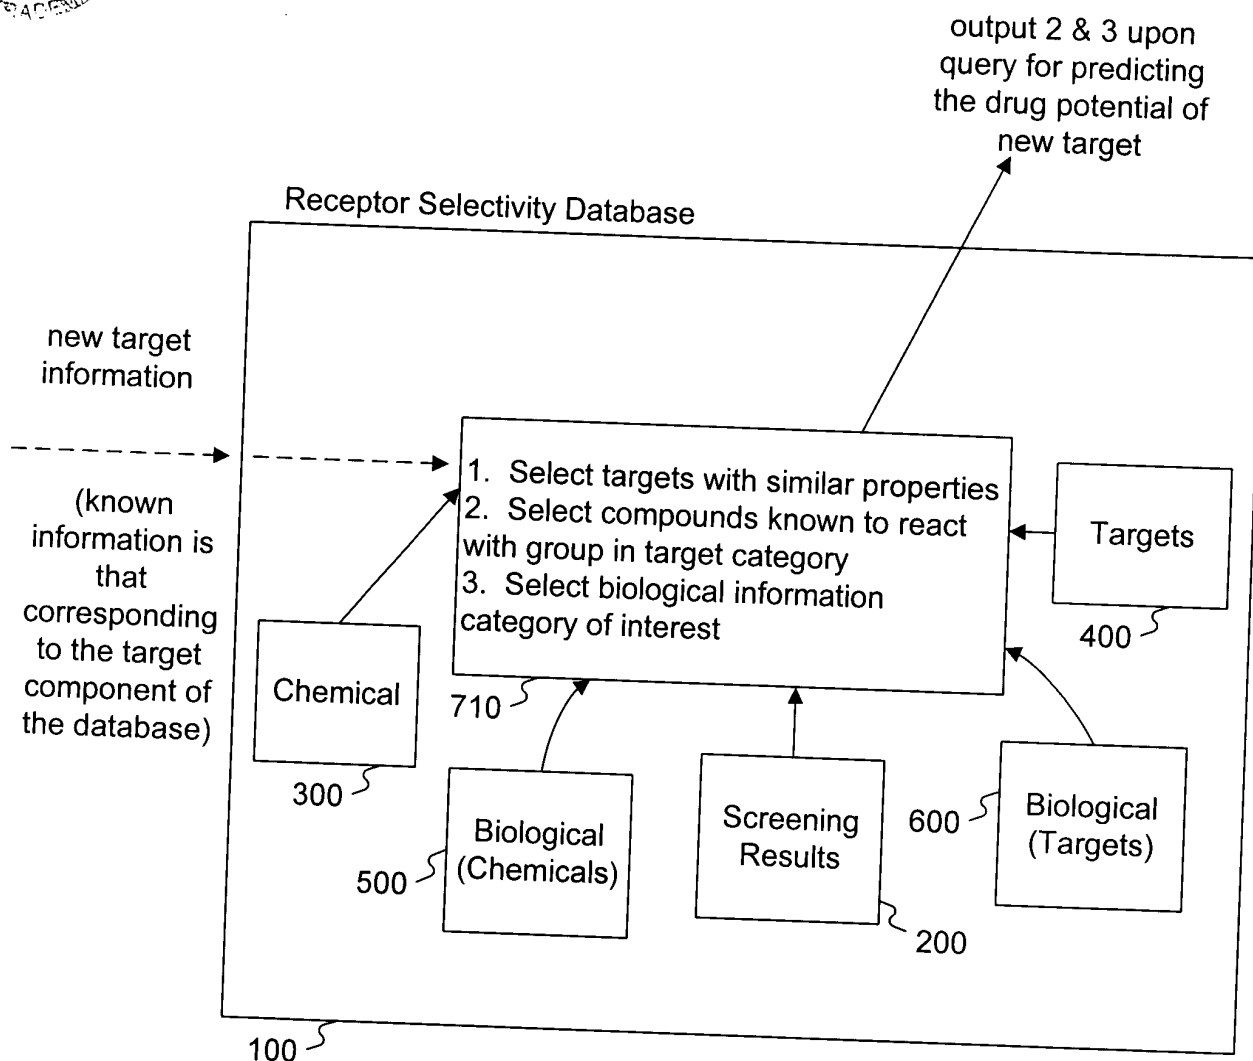 output 2 & 3 upon
query for predicting
the drug potential of
new target
Receptor Selectivity Database
new target
information
(known
information is
that
corresponding
to the target
component of
the database)
1. Select targets with similar properties
2. Select compounds known to react
with group in target category
3. Select biological information
category of interest
710
Targets
400
Chemical
300
Biological
(Chemicals)
500
Screening
Results
200
Biological
(Targets)
600
100